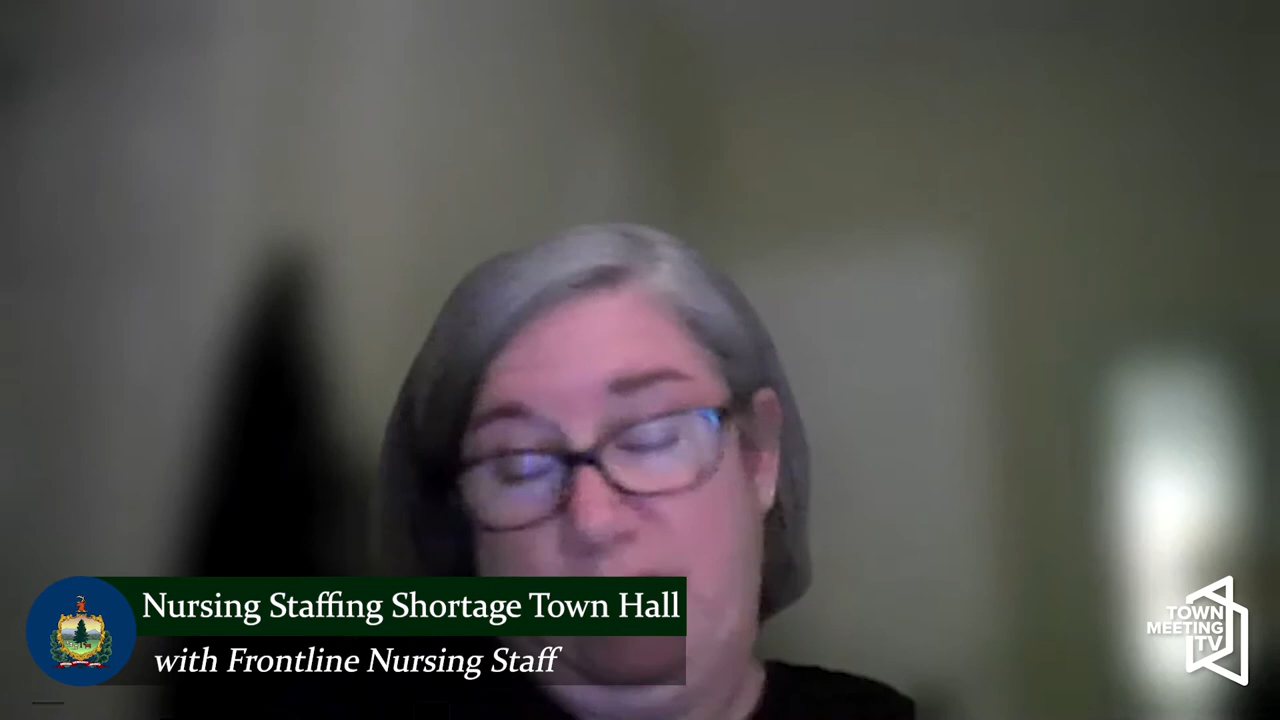 Nursing Staffing Shortage Town Hall
with Frontline Nursing Staff
TOWN
MEETING
TV